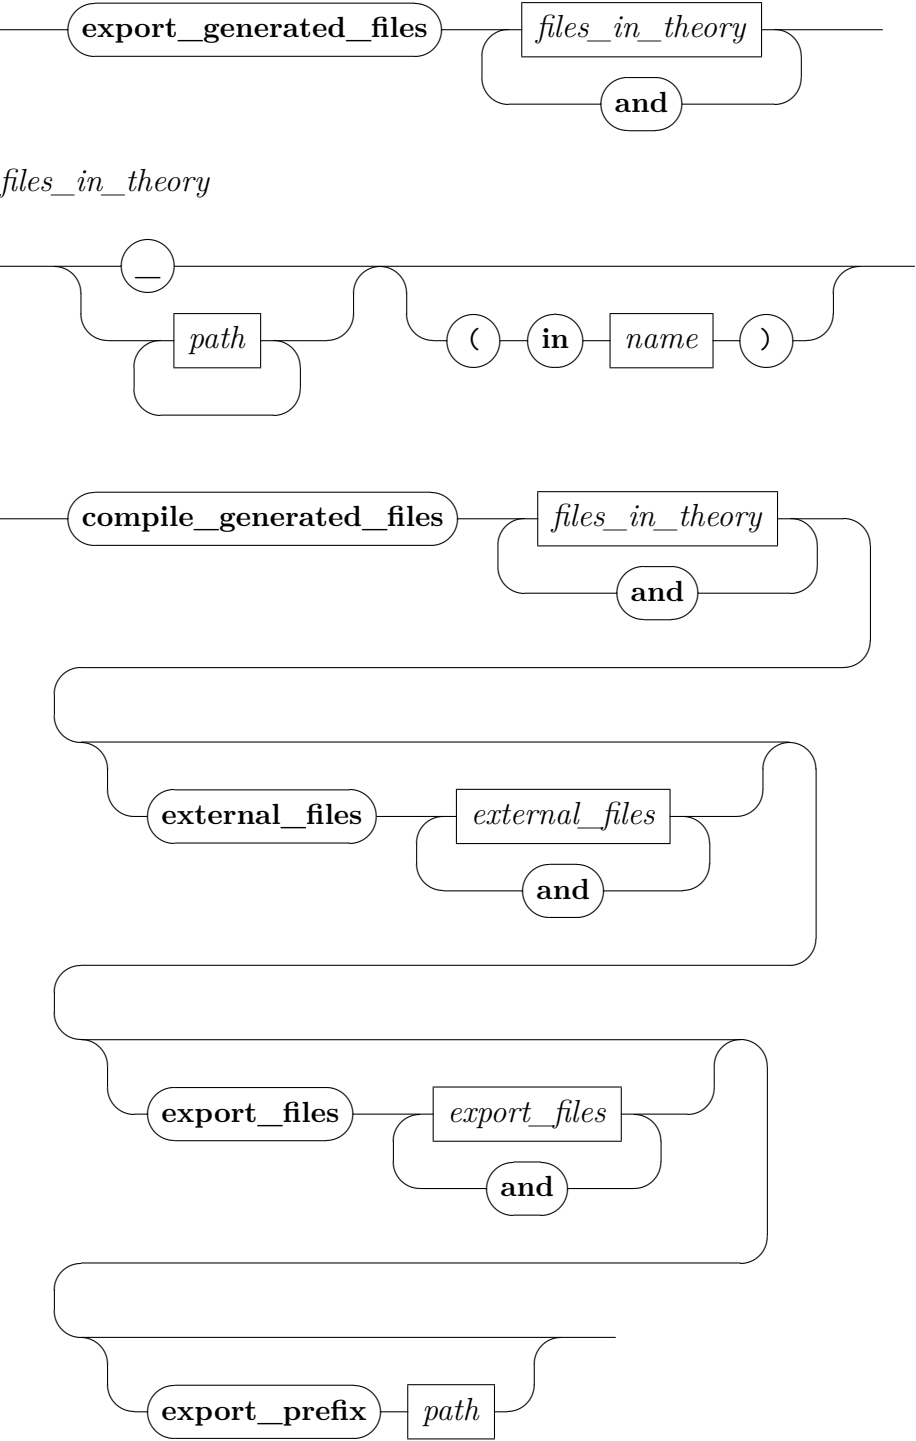 export_generated_files files_in_theory
and
files_in_theory
_
path ( in name )
compile_generated_files files_in_theory
and
external_files external_files
and
export_files export_files
and
export_prefix path